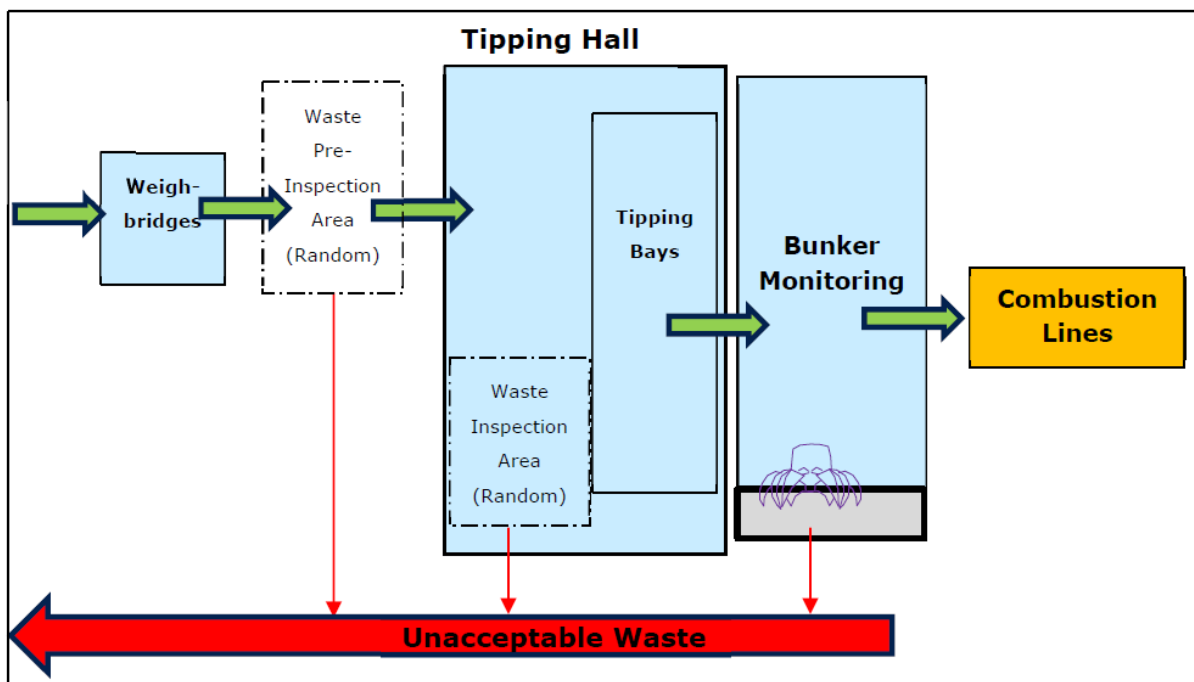 Tipping Hall
Weigh-
bridges
Waste
Pre-
Inspection
Area
(Random)
Waste
Inspection
Area
(Random)
Tipping
Bays
Bunker
Monitoring
Combustion
Lines
Unacceptable Waste